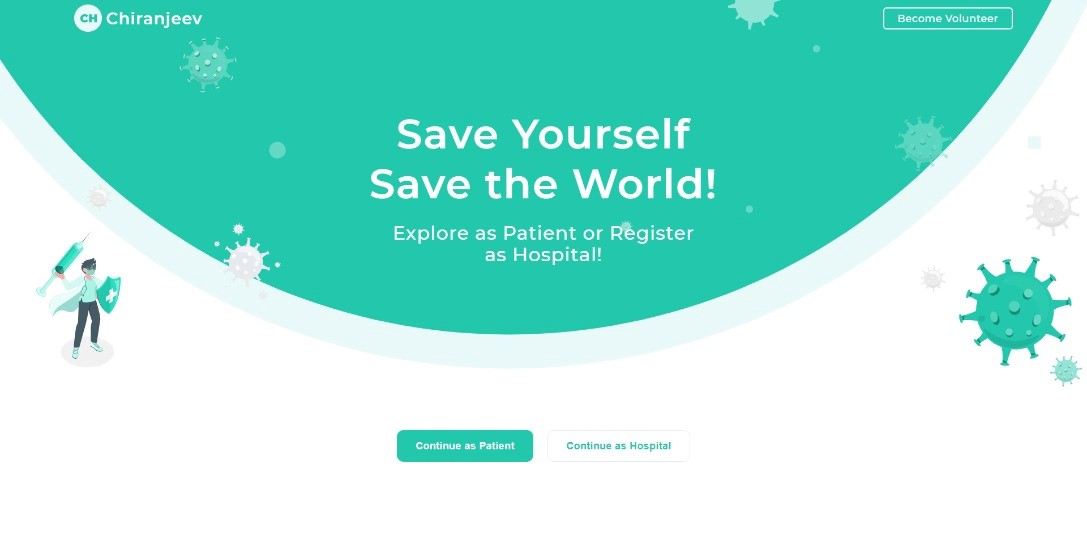 CH Chiranjeev
Become Volunteer
Save Yourself
Save the World!
Explore as Patient or Register
as Hospital!
Continue as Patient
Continue as Hospital